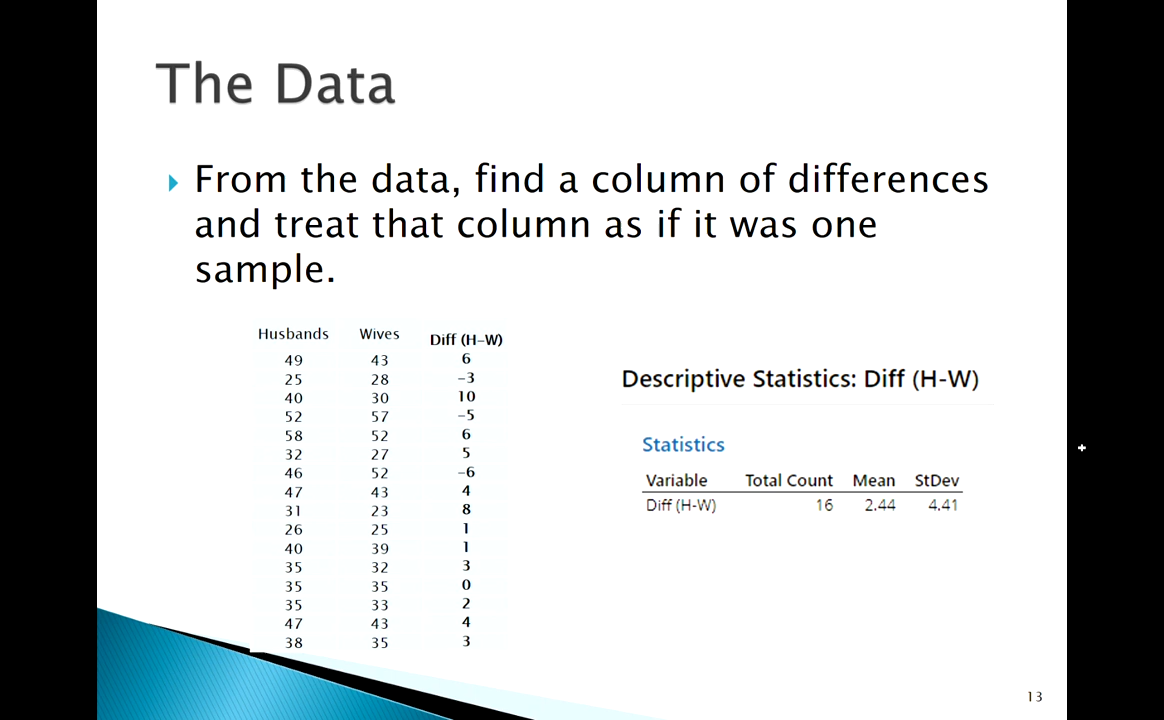 The Data
From the data, find a column of differences
and treat that column as if it was one
sample.
Husbands Wives Diff (H-W)
49 43 6
25 28 -3
40 30 10
52 57 -5
58 52 6
32 27 5
46 52 -6
47 43 4
31 23 8
26 25 1
40 39 1
35 32 3
35 35 0
35 33 2
47 43 4
38 35 3
Descriptive Statistics: Diff (H-W)
Statistics
Variable Total Count Mean StDev
Diff (H-W) 16 2.44 4.41
13